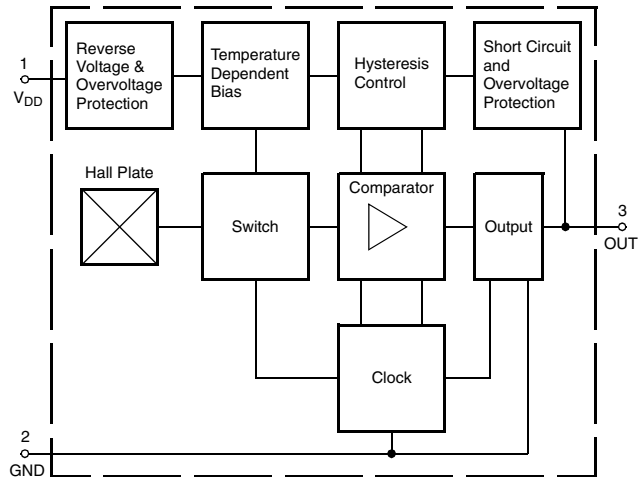 Reverse
Voltage &
Overvoltage
Protection
Temperature
Dependent
Bias
Hysteresis
Control
Short Circuit
and
Overvoltage
Protection
1
VDD
Hall Plate
Switch
Comparator
Output
3
OUT
Clock
2
GND